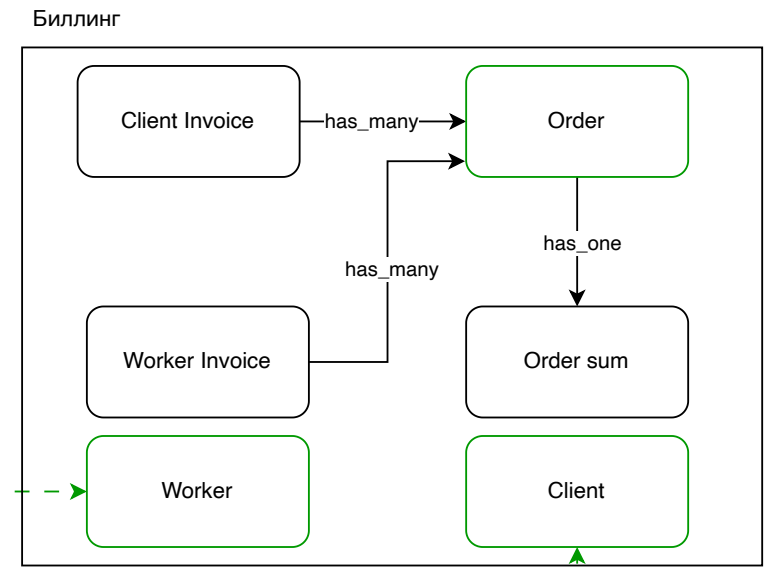 Биллинг
Client Invoice
has_many
Order
has_one
has_many
Worker Invoice
Order sum
Worker
Client